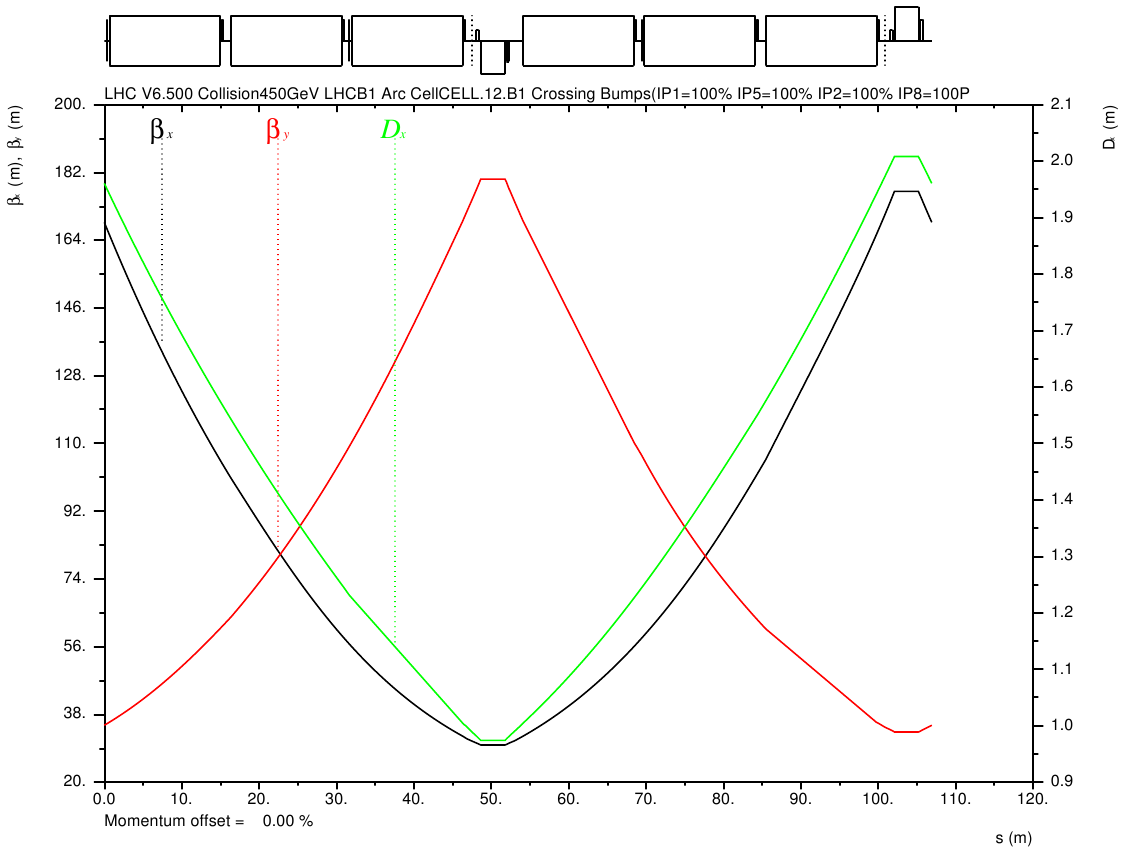 LHC V6.500 Collision450GeV LHCB1 Arc CellCELL.12.B1 Crossing Bumps(IP1=100% IP5=100% IP2=100% IP8=100P
βx (m), βy (m)
Dx (m)
βx
βy
Dx
200.
182.
164.
146.
128.
110.
92.
74.
56.
38.
20.
2.1
2.0
1.9
1.8
1.7
1.6
1.5
1.4
1.3
1.2
1.1
1.0
0.9
0.0 10. 20. 30. 40. 50. 60. 70. 80. 90. 100. 110. 120.
Momentum offset = 0.00 %
s (m)